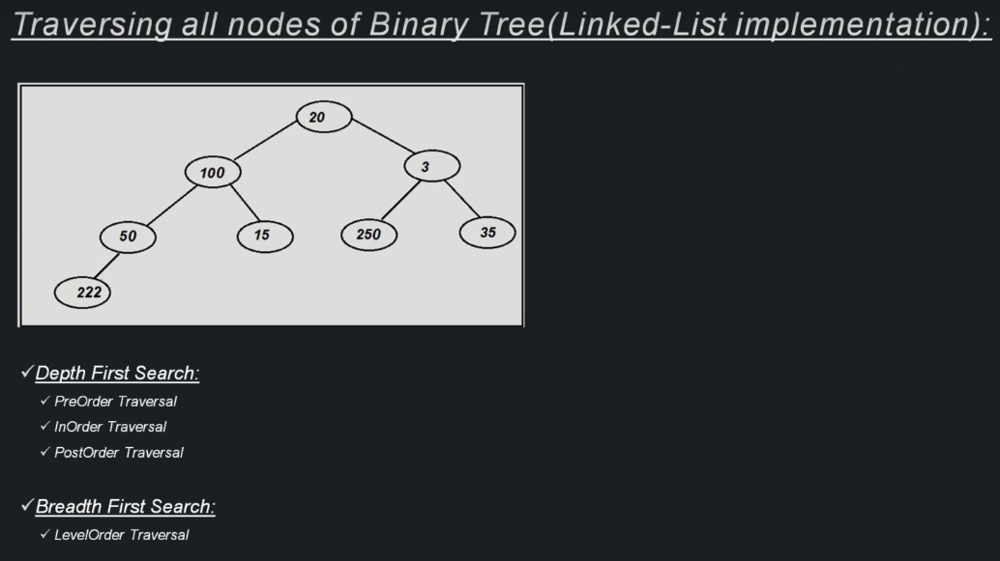 Traversing all nodes of Binary Tree(Linked-List implementation):
20
100
3
50
15
250
35
222
✓Depth First Search:
✓ PreOrder Traversal
✓ InOrder Traversal
✓ PostOrder Traversal
✓Breadth First Search:
✓ LevelOrder Traversal